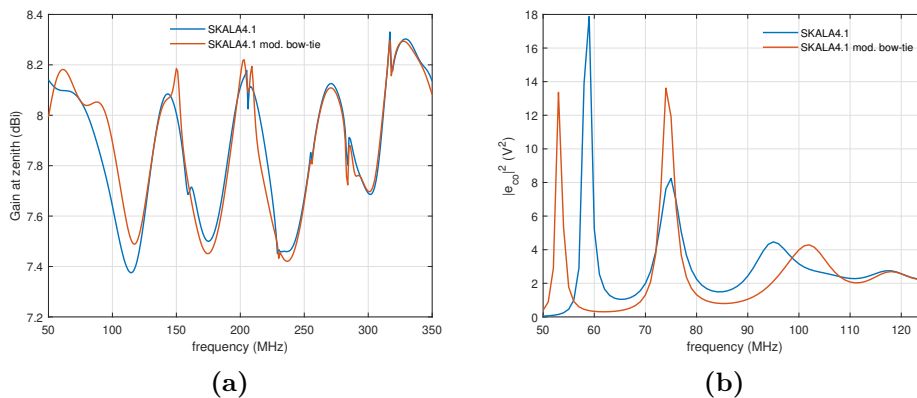 SKALA4.1
SKALA4.1 mod. bow-tie
8.4
8.2
8
7.8
7.6
7.4
7.2
Gain at zenith (dBi)
50 100 150 200 250 300 350
frequency (MHz)
(a)
SKALA4.1
SKALA4.1 mod. bow-tie
18
16
14
12
10
8
6
4
2
0
|e_co|^2 (V^2)
50 60 70 80 90 100 110 120
frequency (MHz)
(b)